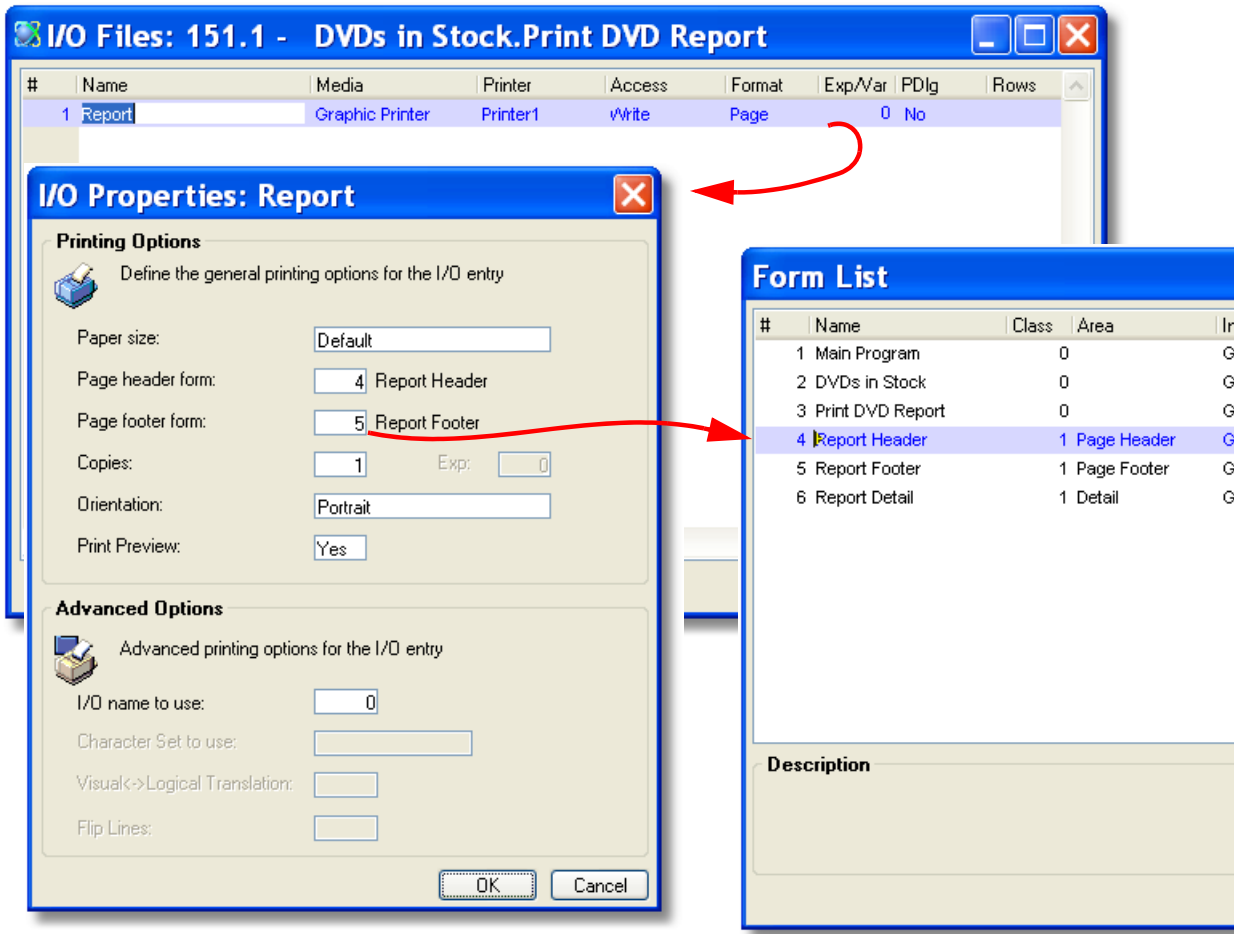 I/O Files: 151.1 - DVDs in Stock.Print DVD Report
# Name Media Printer Access Format Exp/Var PDlg Rows
1 Report Graphic Printer Printer1 Write Page 0 No
I/O Properties: Report
Printing Options
Define the general printing options for the I/O entry
Paper size: Default
Page header form: 4 Report Header
Page footer form: 5 Report Footer
Copies: 1 Exp: 0
Orientation: Portrait
Print Preview: Yes
Advanced Options
Advanced printing options for the I/O entry
I/O name to use: 0
Character Set to use:
Visual<->Logical Translation:
Flip Lines:
OK Cancel
Form List
# Name Class Area
1 Main Program 0 G
2 DVDs in Stock 0 G
3 Print DVD Report 0 G
4 Report Header 1 Page Header G
5 Report Footer 1 Page Footer G
6 Report Detail 1 Detail G
Description